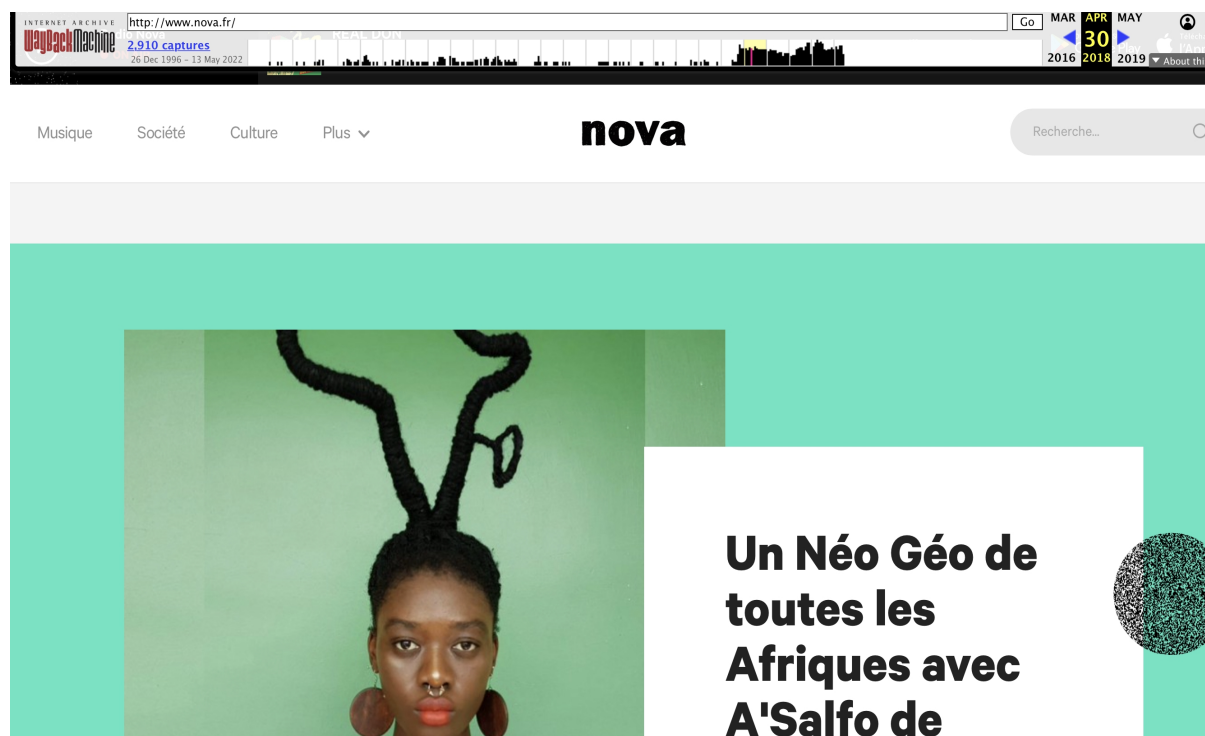 INTERNET ARCHIVE
WayBackMachine
http://www.nova.fr/
Go
2,910 captures
26 Dec 1996 – 13 May 2022
REAL DON
MAR APR MAY
30
2016 2018 2019
About thi
Musique Société Culture Plus
nova
Recherche...
Un Néo Géo de
toutes les
Afriques avec
A'Salfo de